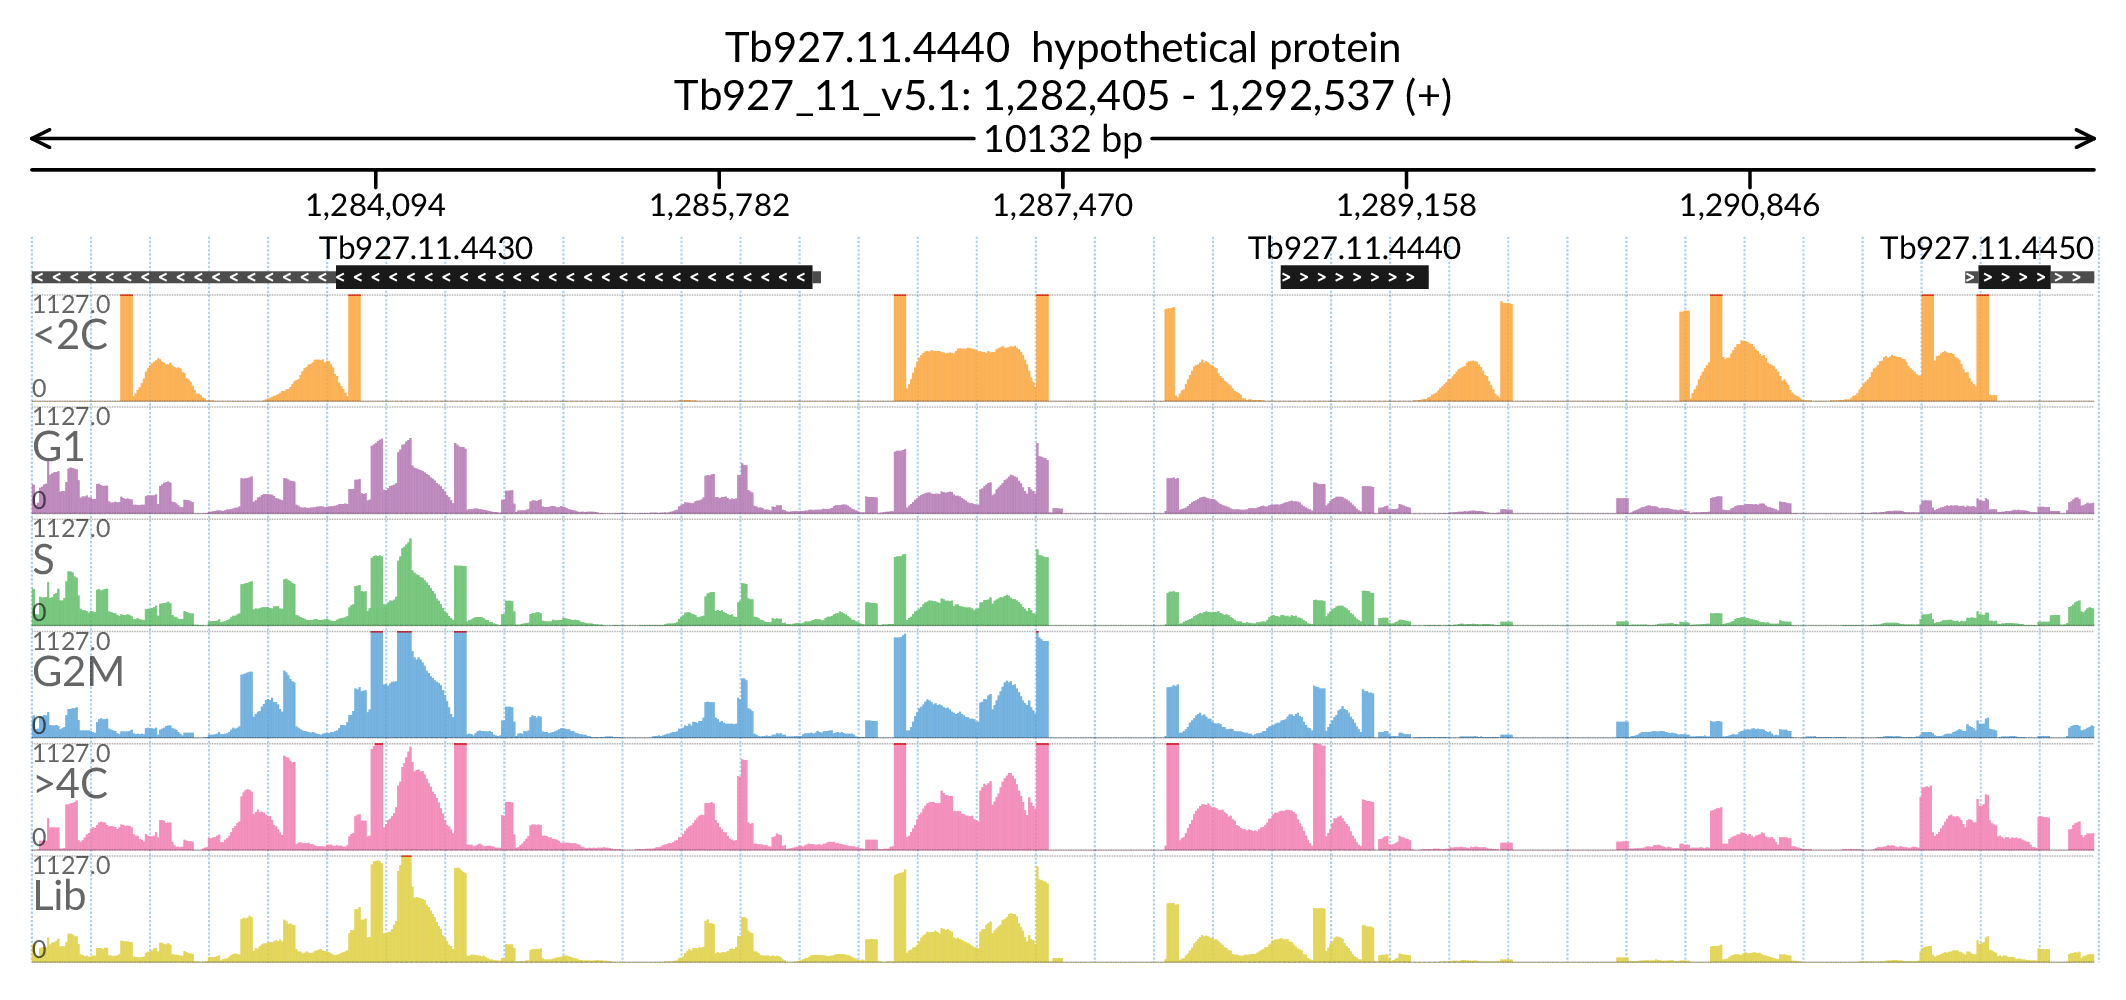 Tb927.11.4440  hypothetical protein
Tb927_11_v5.1: 1,282,405 - 1,292,537 (+)
10132 bp
1,284,094 1,285,782 1,287,470 1,289,158 1,290,846
Tb927.11.4430 Tb927.11.4440 Tb927.11.4450
1127.0
<2C
0
1127.0
G1
0
1127.0
S
0
1127.0
G2M
0
1127.0
>4C
0
1127.0
Lib
0